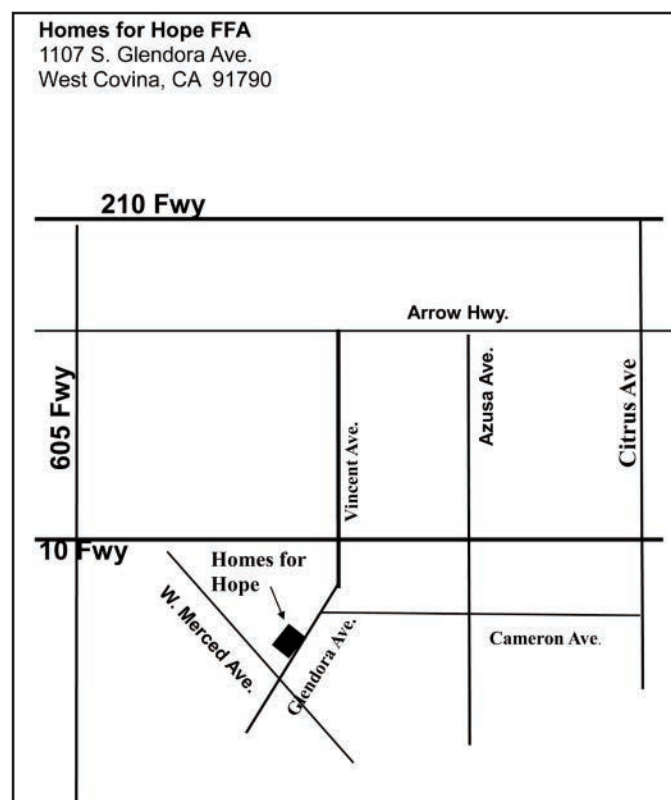 Homes for Hope FFA
1107 S. Glendora Ave.
West Covina, CA 91790
210 Fwy
Arrow Hwy.
605 Fwy
Vincent Ave.
Azusa Ave.
Citrus Ave
10 Fwy
Homes for
Hope
W. Merced Ave.
Glendora Ave.
Cameron Ave.